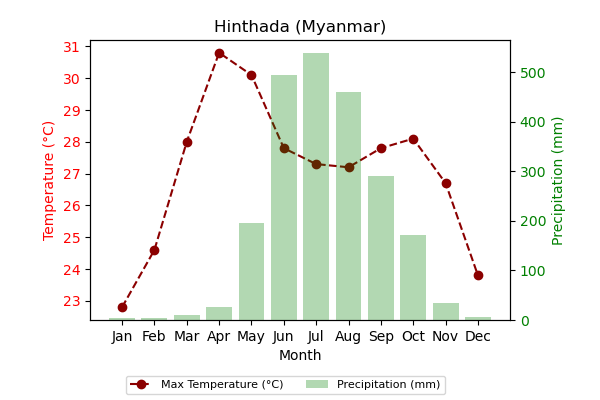 Hinthada (Myanmar)
31
30
29
28
27
26
25
24
23
Temperature (°C)
500
400
300
200
100
0
Precipitation (mm)
Jan Feb Mar Apr May Jun Jul Aug Sep Oct Nov Dec
Month
Max Temperature (°C) Precipitation (mm)